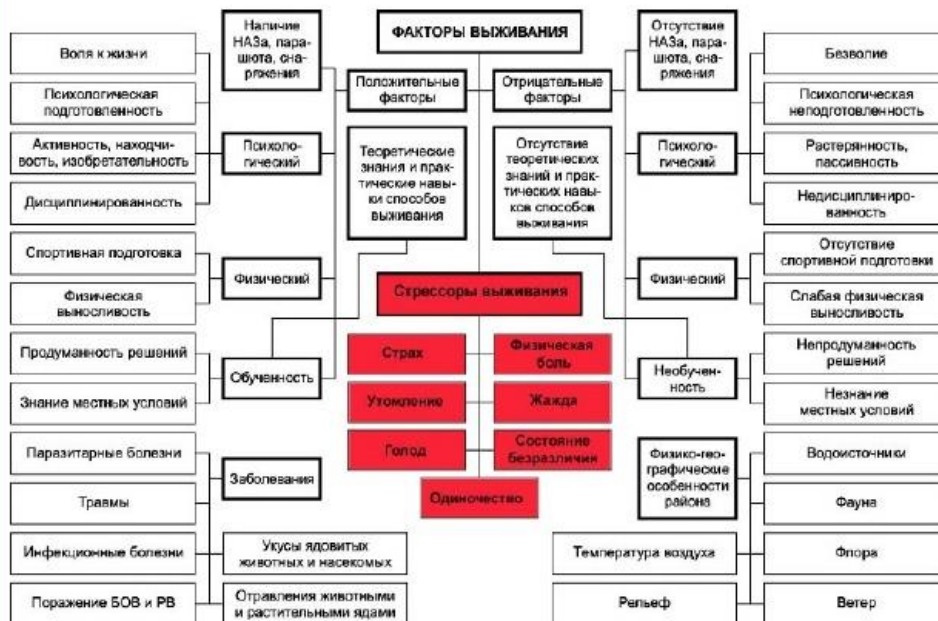 ФАКТОРЫ ВЫЖИВАНИЯ
Наличие
НАЗа, пара-
шюта, сна-
ряжения
Отсутствие
НАЗа, пара-
шюта, сна-
ряжения
Положительные
факторы
Отрицательные
факторы
Воля к жизни
Психологическая
подготовленность
Активность, находчи-
вость, изобретательность
Дисциплинированность
Психоло-
гический
Теоретические
знания и прак-
тические навы-
ки способов
выживания
Отсутствие
теоретических
знаний и прак-
тических навы-
ков способов
выживания
Психоло-
гический
Безволие
Психологическая
неподготовленность
Растерянность,
пассивность
Недисциплиниро-
ванность
Спортивная подготовка
Физическая
выносливость
Физический
Физический
Отсутствие
спортивной подготовки
Слабая физическая
выносливость
Продуманность решений
Знание местных условий
Обученность
Необучен-
ность
Непродуманность
решений
Незнание
местных условий
Стрессоры выживания
Страх
Физическая
боль
Утомление
Жажда
Голод
Состояние
безразличия
Одиночество
Паразитарные болезни
Травмы
Инфекционные болезни
Поражение БОВ и РВ
Заболевания
Укусы ядовитых
животных и насекомых
Отравления животными
и растительными ядами
Физико-гео-
графические
особенности
района
Водоисточники
Фауна
Температура воздуха
Флора
Рельеф
Ветер